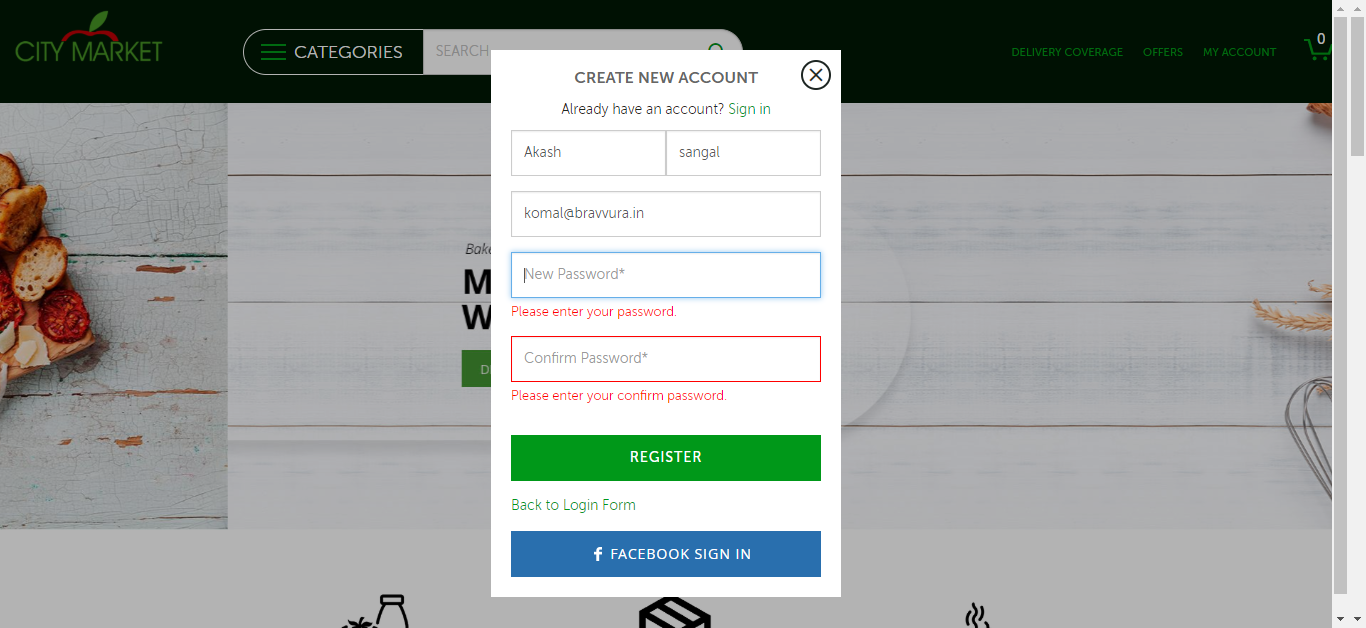 CITY MARKET
CATEGORIES
SEARCH
DELIVERY COVERAGE
OFFERS
MY ACCOUNT
0
CREATE NEW ACCOUNT
Already have an account? Sign in
Akash
sangal
komal@bravvura.in
Bake
M
W
New Password*
Please enter your password.
Confirm Password*
D
Please enter your confirm password.
REGISTER
Back to Login Form
f FACEBOOK SIGN IN